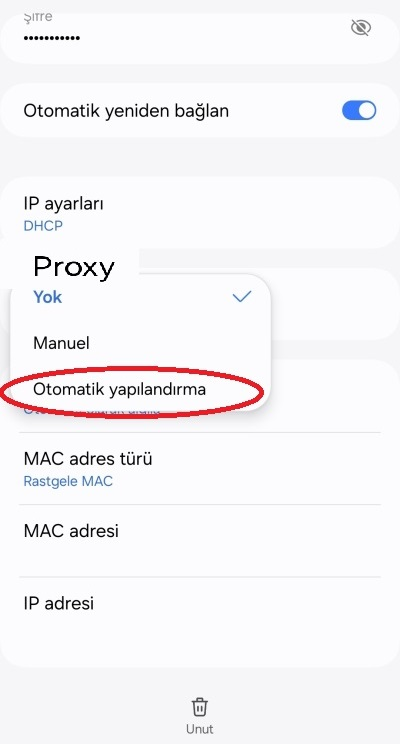 Şifre
•••••••••••
Otomatik yeniden bağlan
IP ayarları
DHCP
Proxy
Yok
Manuel
Otomatik yapılandırma
MAC adres türü
Rastgele MAC
MAC adresi
IP adresi
Unut